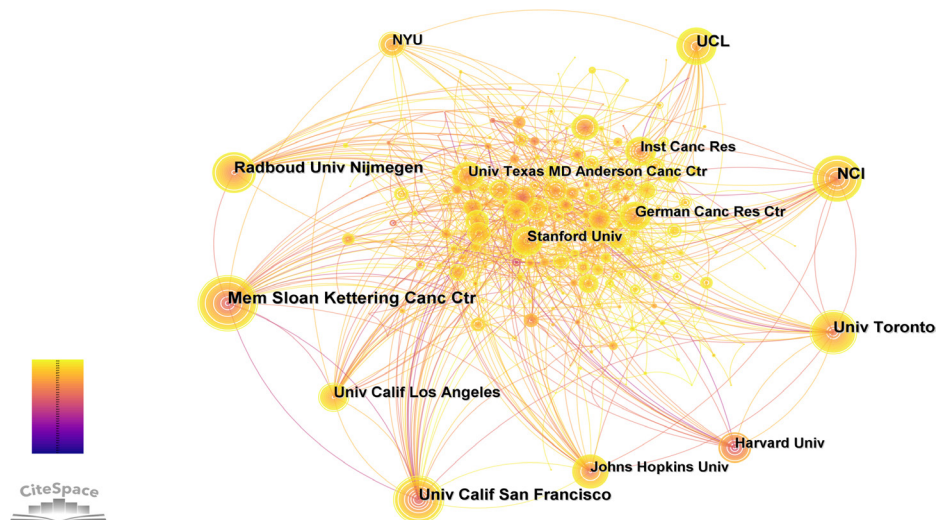 NYU
UCL
Inst Canc Res
Radboud Univ Nijmegen
Univ Texas MD Anderson Canc Ctr
NCI
German Canc Res Ctr
Stanford Univ
Mem Sloan Kettering Canc Ctr
Univ Toronto
Univ Calif Los Angeles
Harvard Univ
Johns Hopkins Univ
Univ Calif San Francisco
CiteSpace